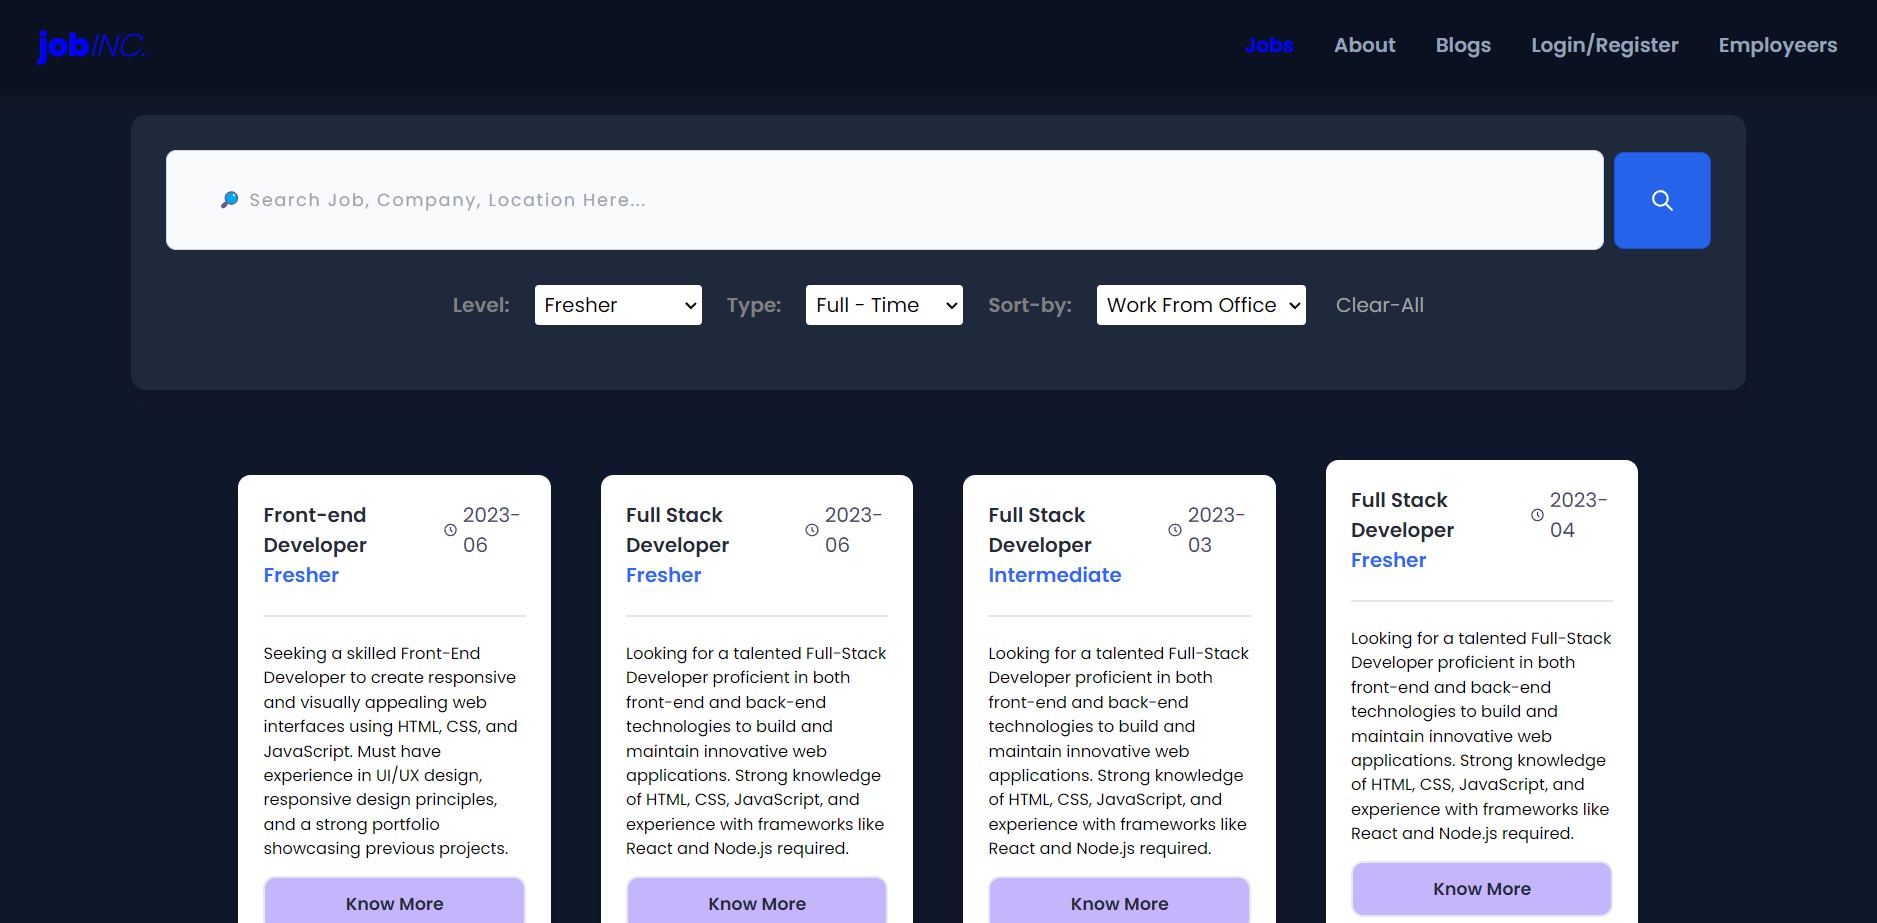 jobINC.
Jobs About Blogs Login/Register Employeers
Search Job, Company, Location Here...
Level: Fresher Type: Full - Time Sort-by: Work From Office Clear-All
Front-end
Developer
Fresher
2023-
06
Seeking a skilled Front-End
Developer to create responsive
and visually appealing web
interfaces using HTML, CSS, and
JavaScript. Must have
experience in UI/UX design,
responsive design principles,
and a strong portfolio
showcasing previous projects.
Know More
Full Stack
Developer
Fresher
2023-
06
Looking for a talented Full-Stack
Developer proficient in both
front-end and back-end
technologies to build and
maintain innovative web
applications. Strong knowledge
of HTML, CSS, JavaScript, and
experience with frameworks like
React and Node.js required.
Know More
Full Stack
Developer
Intermediate
2023-
03
Looking for a talented Full-Stack
Developer proficient in both
front-end and back-end
technologies to build and
maintain innovative web
applications. Strong knowledge
of HTML, CSS, JavaScript, and
experience with frameworks like
React and Node.js required.
Know More
Full Stack
Developer
Fresher
2023-
04
Looking for a talented Full-Stack
Developer proficient in both
front-end and back-end
technologies to build and
maintain innovative web
applications. Strong knowledge
of HTML, CSS, JavaScript, and
experience with frameworks like
React and Node.js required.
Know More